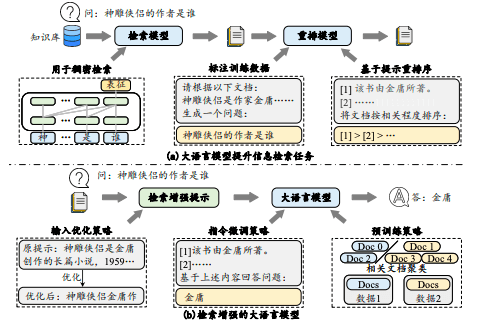 问：神雕侠侣的作者是谁
知识库
检索模型
重排模型
用于稠密检索
标注训练数据
基于提示重排序
表征
神 … 是 谁
请根据以下文档：
神雕侠侣是作家金庸……
生成一个问题：
神雕侠侣的作者是谁
[1] 该书由金庸所著。
[2] ……
将文档按相关程度排序：
[1] > [2] > …
(a)大语言模型提升信息检索任务
问：神雕侠侣的作者是谁
检索增强提示
大语言模型
答：金庸
输入优化策略
指令微调策略
预训练策略
原提示：神雕侠侣是金庸
创作的长篇小说，1959…
优化
优化后：神雕侠侣金庸作
[1]该书由金庸所著。
[2]……
基于上述内容回答问题：
金庸
Doc 0 Doc 1
Doc 2 Doc 3 Doc 4
相关文档聚类
Docs Docs
数据1 数据2
(b)检索增强的大语言模型